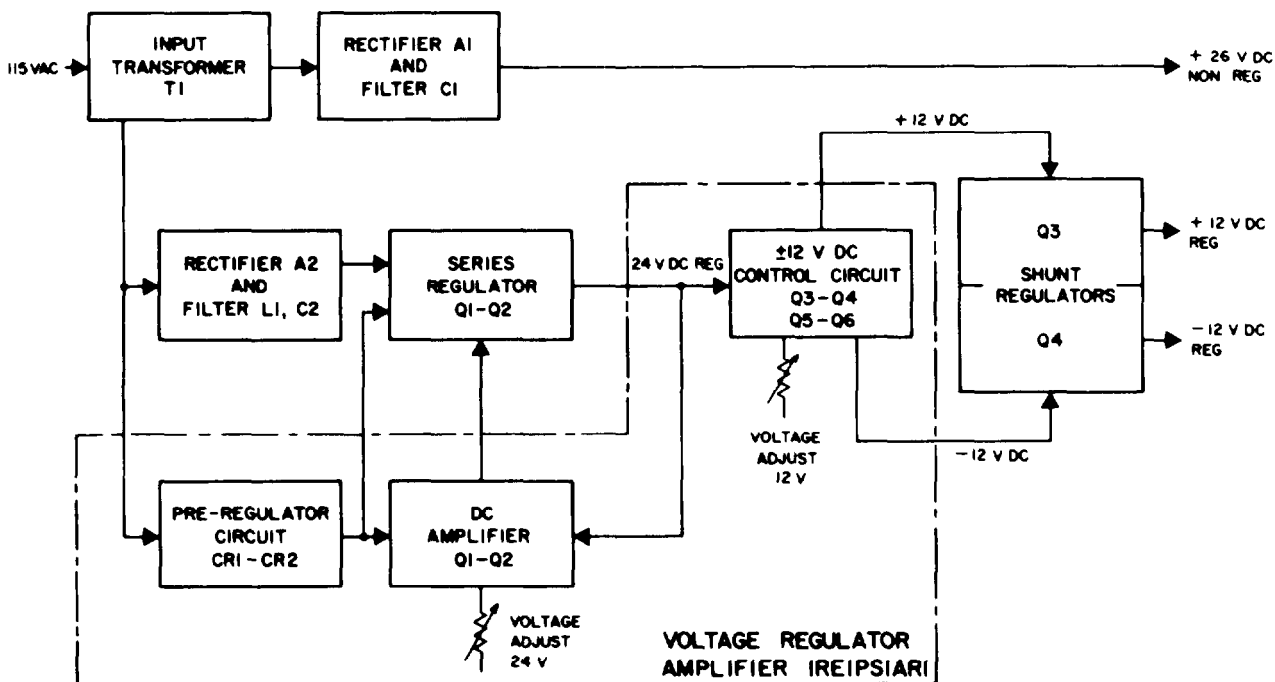 115 VAC
INPUT
TRANSFORMER
T1
RECTIFIER A1
AND
FILTER C1
+ 26 V DC
NON REG
+12 V DC
RECTIFIER A2
AND
FILTER L1, C2
SERIES
REGULATOR
Q1-Q2
24 V DC REG
±12 V DC
CONTROL CIRCUIT
Q3-Q4
Q5-Q6
Q3
SHUNT
REGULATORS
Q4
+ 12 V DC
REG
-12 V DC
REG
VOLTAGE
ADJUST
12 V
-12 V DC
PRE-REGULATOR
CIRCUIT
CR1-CR2
DC
AMPLIFIER
Q1-Q2
VOLTAGE
ADJUST
24 V
VOLTAGE REGULATOR
AMPLIFIER IREIPSIARI